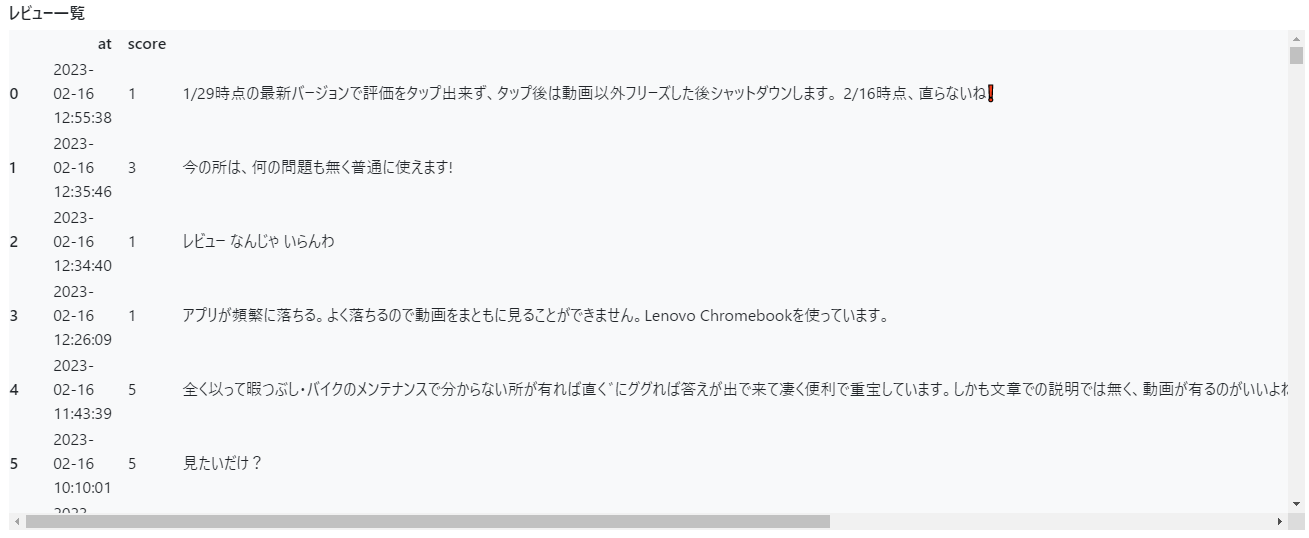 レビュー一覧
at score
2023-
0 02-16 1 1/29時点の最新バージョンで評価をタップ出来ず、タップ後は動画以外フリーズした後シャットダウンします。 2/16時点、直らないね❗
12:55:38
2023-
1 02-16 3 今の所は、何の問題も無く普通に使えます!
12:35:46
2023-
2 02-16 1 レビュー なんじゃ いらんわ
12:34:40
2023-
3 02-16 1 アプリが頻繁に落ちる。よく落ちるので動画をまともに見ることができません。Lenovo Chromebookを使っています。
12:26:09
2023-
4 02-16 5 全く以って暇つぶし・バイクのメンテナンスで分からない所が有れば直ぐにググれば答えが出て来て凄く便利で重宝しています。しかも文章での説明では無く、動画が有るのがいいよね
11:43:39
2023-
5 02-16 5 見たいだけ？
10:10:01
2023-